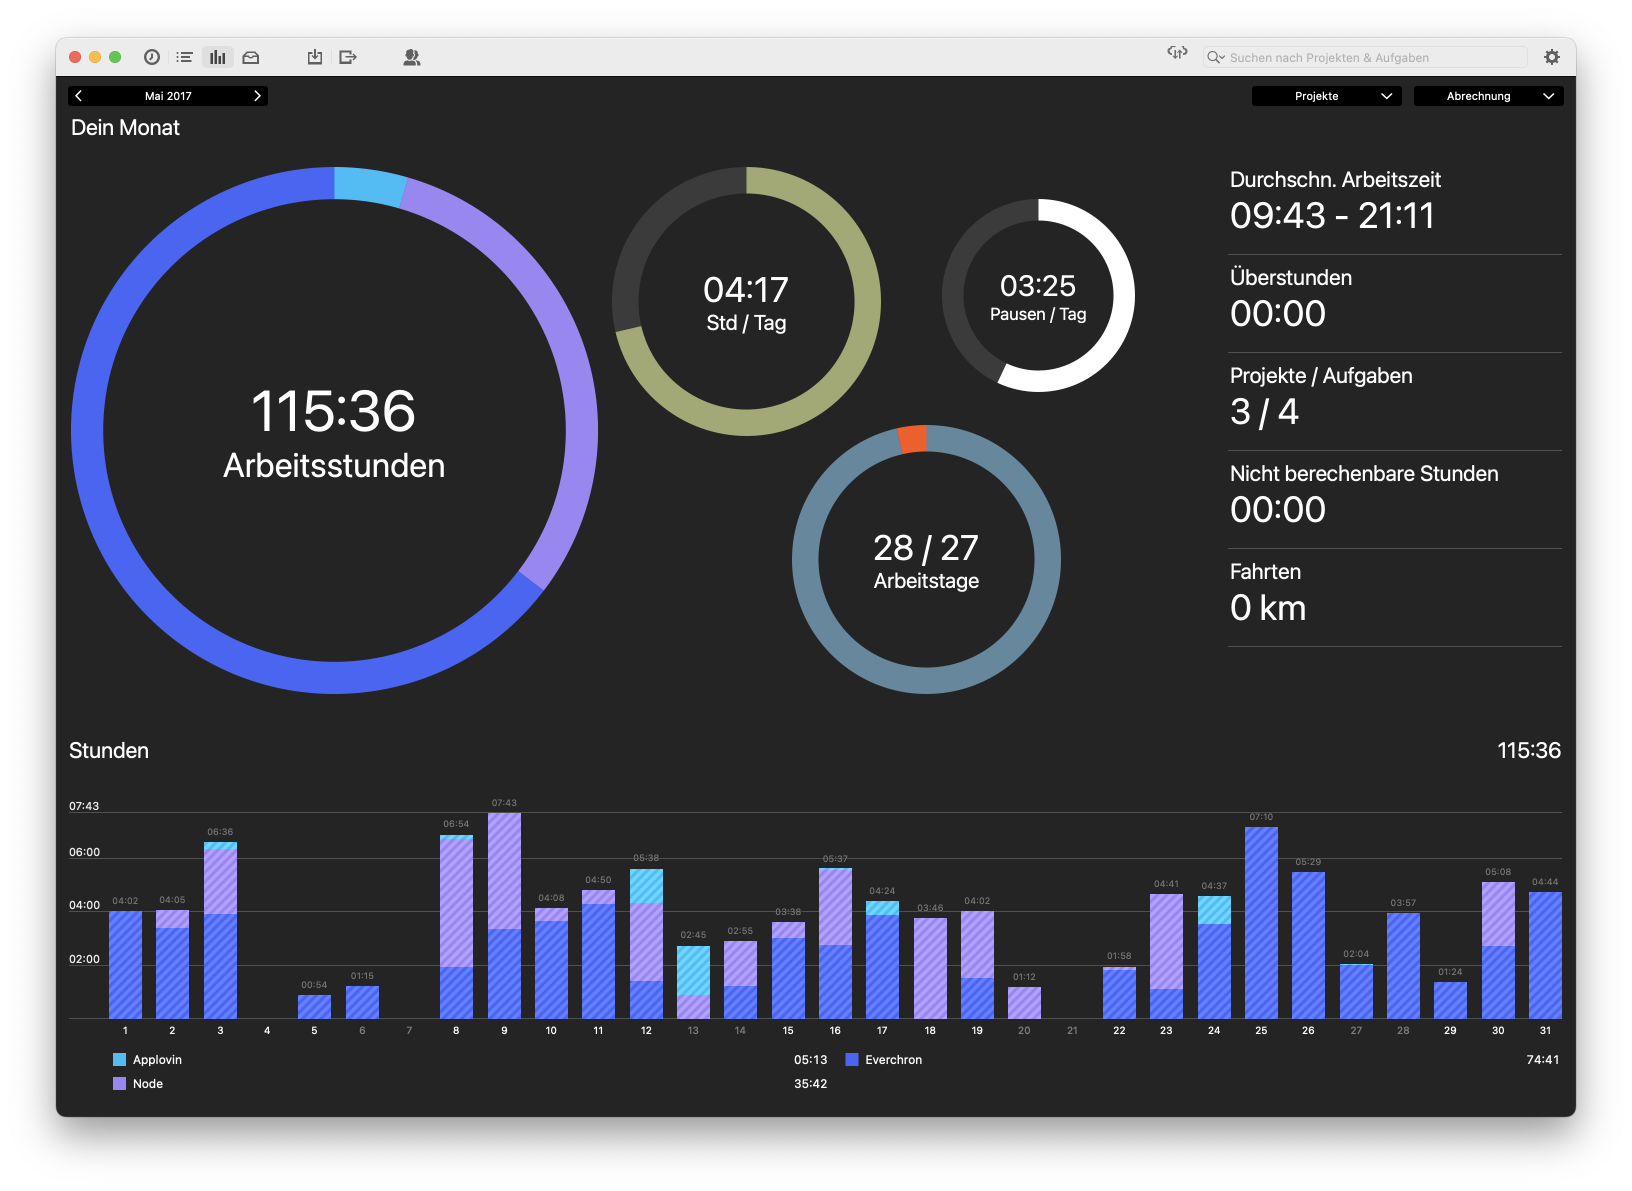 Suchen nach Projekten & Aufgaben
Mai 2017
Projekte
Abrechnung
Dein Monat
115:36
Arbeitsstunden
04:17
Std / Tag
03:25
Pausen / Tag
28 / 27
Arbeitstage
Durchschn. Arbeitszeit
09:43 - 21:11
Überstunden
00:00
Projekte / Aufgaben
3 / 4
Nicht berechenbare Stunden
00:00
Fahrten
0 km
Stunden
115:36
07:43
06:00
04:00
02:00
04:02
04:05
06:36
00:54
01:15
06:54
07:43
04:08
04:50
05:38
02:45
02:55
03:38
05:37
04:24
03:46
04:02
01:12
01:58
04:41
04:37
07:10
05:29
02:04
03:57
01:24
05:08
04:44
1 2 3 4 5 6 7 8 9 10 11 12 13 14 15 16 17 18 19 20 21 22 23 24 25 26 27 28 29 30 31
Applovin 05:13
Everchron 74:41
Node 35:42